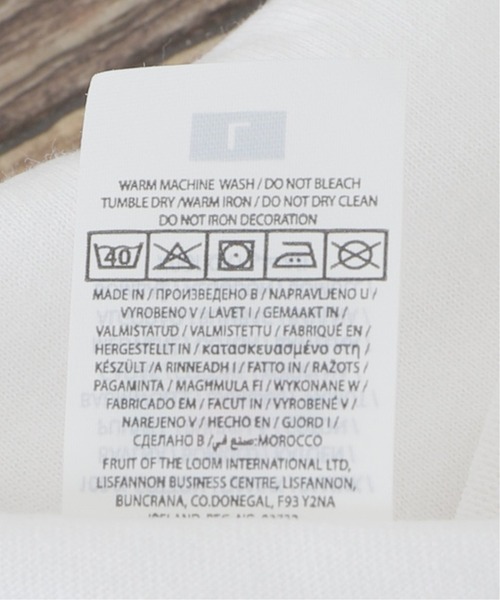 WARM MACHINE WASH / DO NOT BLEACH
TUMBLE DRY /WARM IRON / DO NOT DRY CLEAN
DO NOT IRON DECORATION
40
MADE IN / ПРОИЗВЕДЕНО В / NAPRAVLJENO U /
VYROBENO V / LAVET I / GEMAAKT IN /
VALMISTATUD / VALMISTETTU / FABRIQUÉ EN /
HERGESTELLT IN / κατασκευασμένο στη /
KÉSZÜLT / A RINNEADH I / FATTO IN / RAŽOTS /
PAGAMINTA / MAGHMULA FI / WYKONANE W /
FABRICADO EM / FACUT IN / VYROBENÉ V /
NAREJENO V / HECHO EN / GJORD I /
СДЕЛАНО В / صنع في:MOROCCO
FRUIT OF THE LOOM INTERNATIONAL LTD,
LISFANNON BUSINESS CENTRE, LISFANNON,
BUNCRANA, CO.DONEGAL, F93 Y2NA